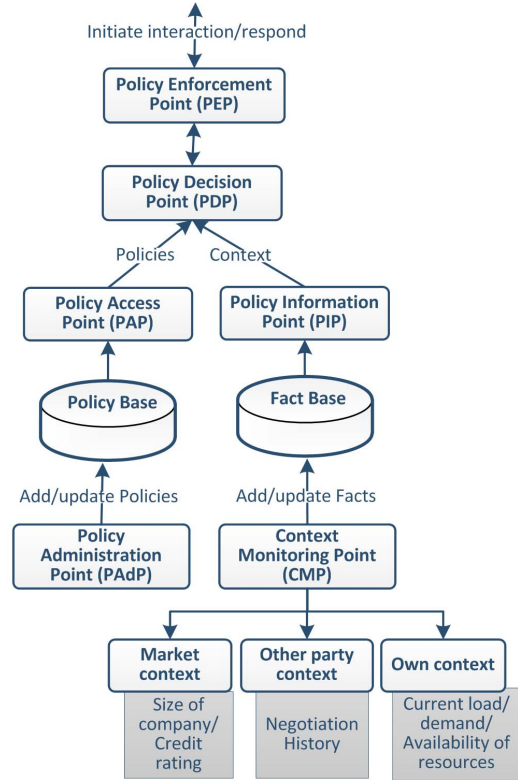 Initiate interaction/respond
Policy Enforcement
Point (PEP)
Policy Decision
Point (PDP)
Policies
Context
Policy Access
Point (PAP)
Policy Information
Point (PIP)
Policy Base
Fact Base
Add/update Policies
Add/update Facts
Policy
Administration
Point (PAdP)
Context
Monitoring Point
(CMP)
Market
context
Other party
context
Own context
Size of
company/
Credit
rating
Negotiation
History
Current load/
demand/
Availability of
resources